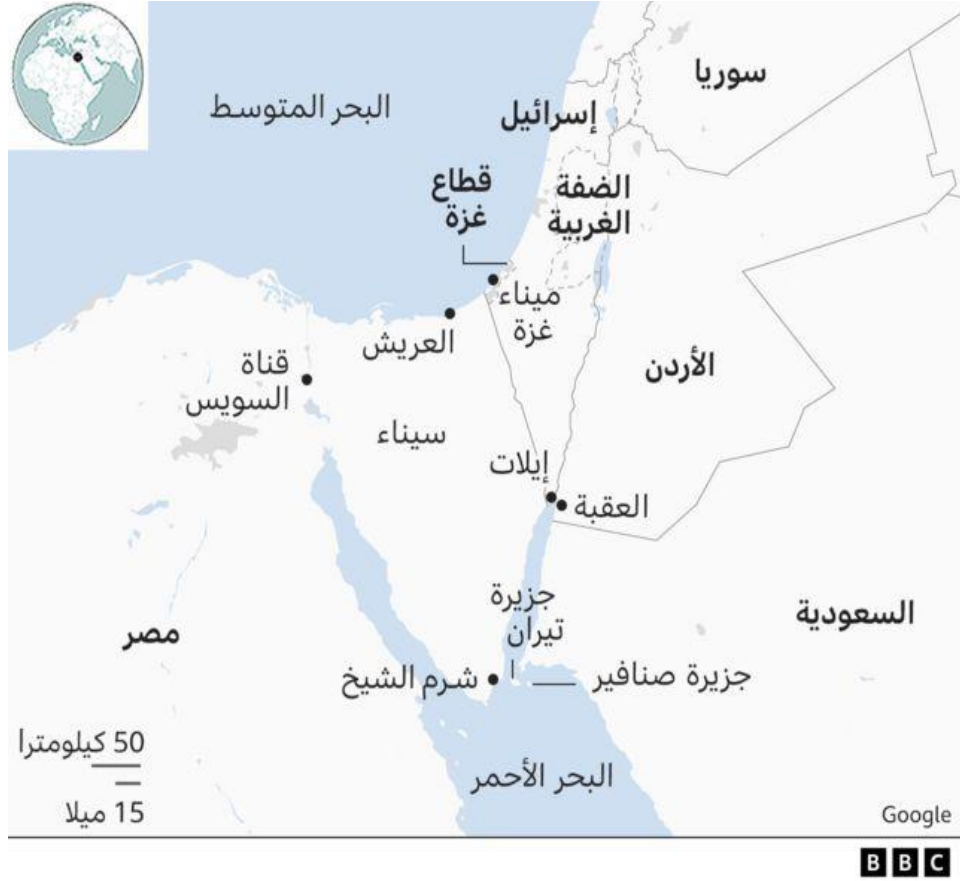 سوريا
البحر المتوسط
إسرائيل
قطاع
غزة
الضفة
الغربية
ميناء
غزة
العريش
قناة
السويس
الأردن
سيناء
إيلات
العقبة
جزيرة
تيران
السعودية
مصر
شرم الشيخ
جزيرة صنافير
50 كيلومترا
15 ميلا
البحر الأحمر
Google
BBC